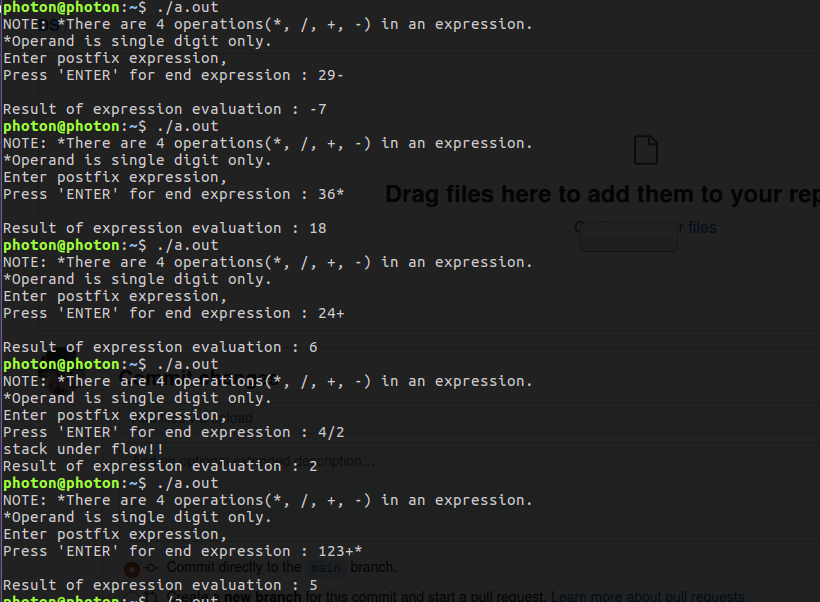 photon@photon:~$ ./a.out
NOTE: *There are 4 operations(*, /, +, -) in an expression.
*Operand is single digit only.
Enter postfix expression,
Press 'ENTER' for end expression : 29-
Result of expression evaluation : -7
photon@photon:~$ ./a.out
NOTE: *There are 4 operations(*, /, +, -) in an expression.
*Operand is single digit only.
Enter postfix expression,
Press 'ENTER' for end expression : 36*
Drag files here to add them to your rep
r files
Result of expression evaluation : 18
photon@photon:~$ ./a.out
NOTE: *There are 4 operations(*, /, +, -) in an expression.
*Operand is single digit only.
Enter postfix expression,
Press 'ENTER' for end expression : 24+
Result of expression evaluation : 6
photon@photon:~$ ./a.out
NOTE: *There are 4 operations(*, /, +, -) in an expression.
*Operand is single digit only.
Enter postfix expression,
Press 'ENTER' for end expression : 4/2
stack under flow!!
Result of expression evaluation : 2
photon@photon:~$ ./a.out
NOTE: *There are 4 operations(*, /, +, -) in an expression.
*Operand is single digit only.
Enter postfix expression,
Press 'ENTER' for end expression : 123+*
Commit directly to the main branch.
Result of expression evaluation : 5
new branch for this commit and start a pull request. Learn more about pull requests.
photon@photon:~$ ./a.out